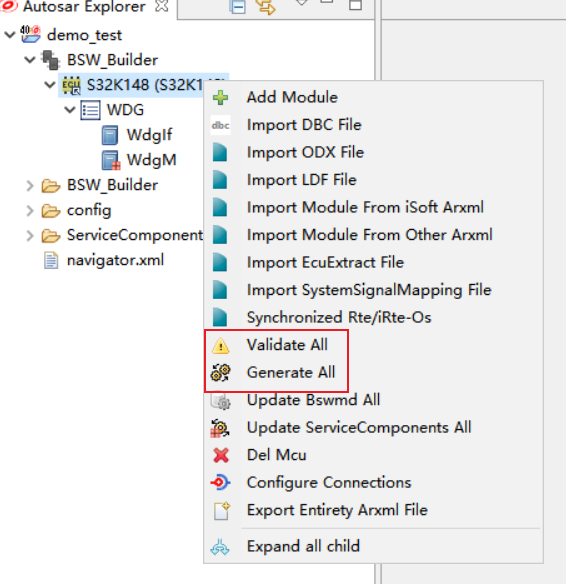 Autosar Explorer
demo_test
BSW_Builder
S32K148 (S32K1
WDG
WdgIf
WdgM
BSW_Builder
config
ServiceComponent
navigator.xml
Add Module
dbc Import DBC File
Import ODX File
Import LDF File
Import Module From iSoft Arxml
Import Module From Other Arxml
Import EcuExtract File
Import SystemSignalMapping File
Synchronized Rte/iRte-Os
Validate All
Generate All
Update Bswmd All
Update ServiceComponents All
Del Mcu
Configure Connections
Export Entirety Arxml File
Expand all child